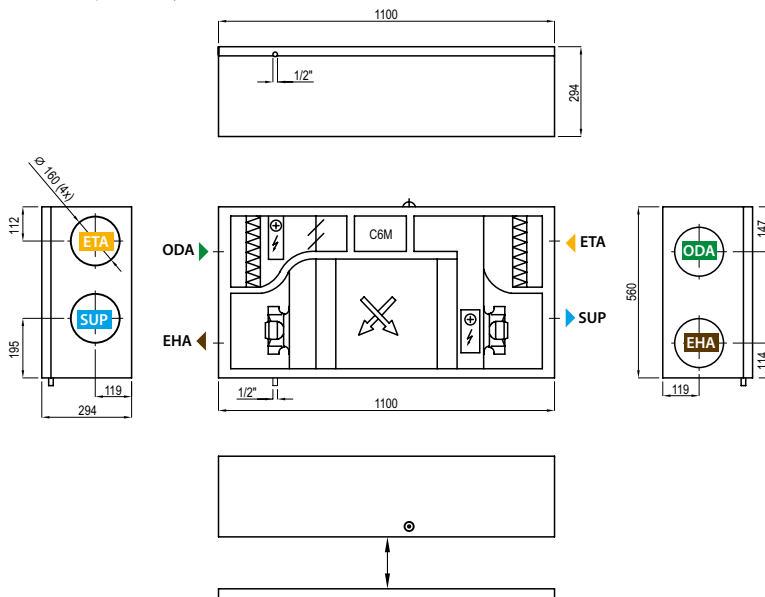 1100
1/2"
294
Ø 160 (4x)
112
ETA
SUP
195
119
294
ODA
EHA
C6M
ETA
SUP
1/2"
1100
560
ODA
EHA
147
114
119